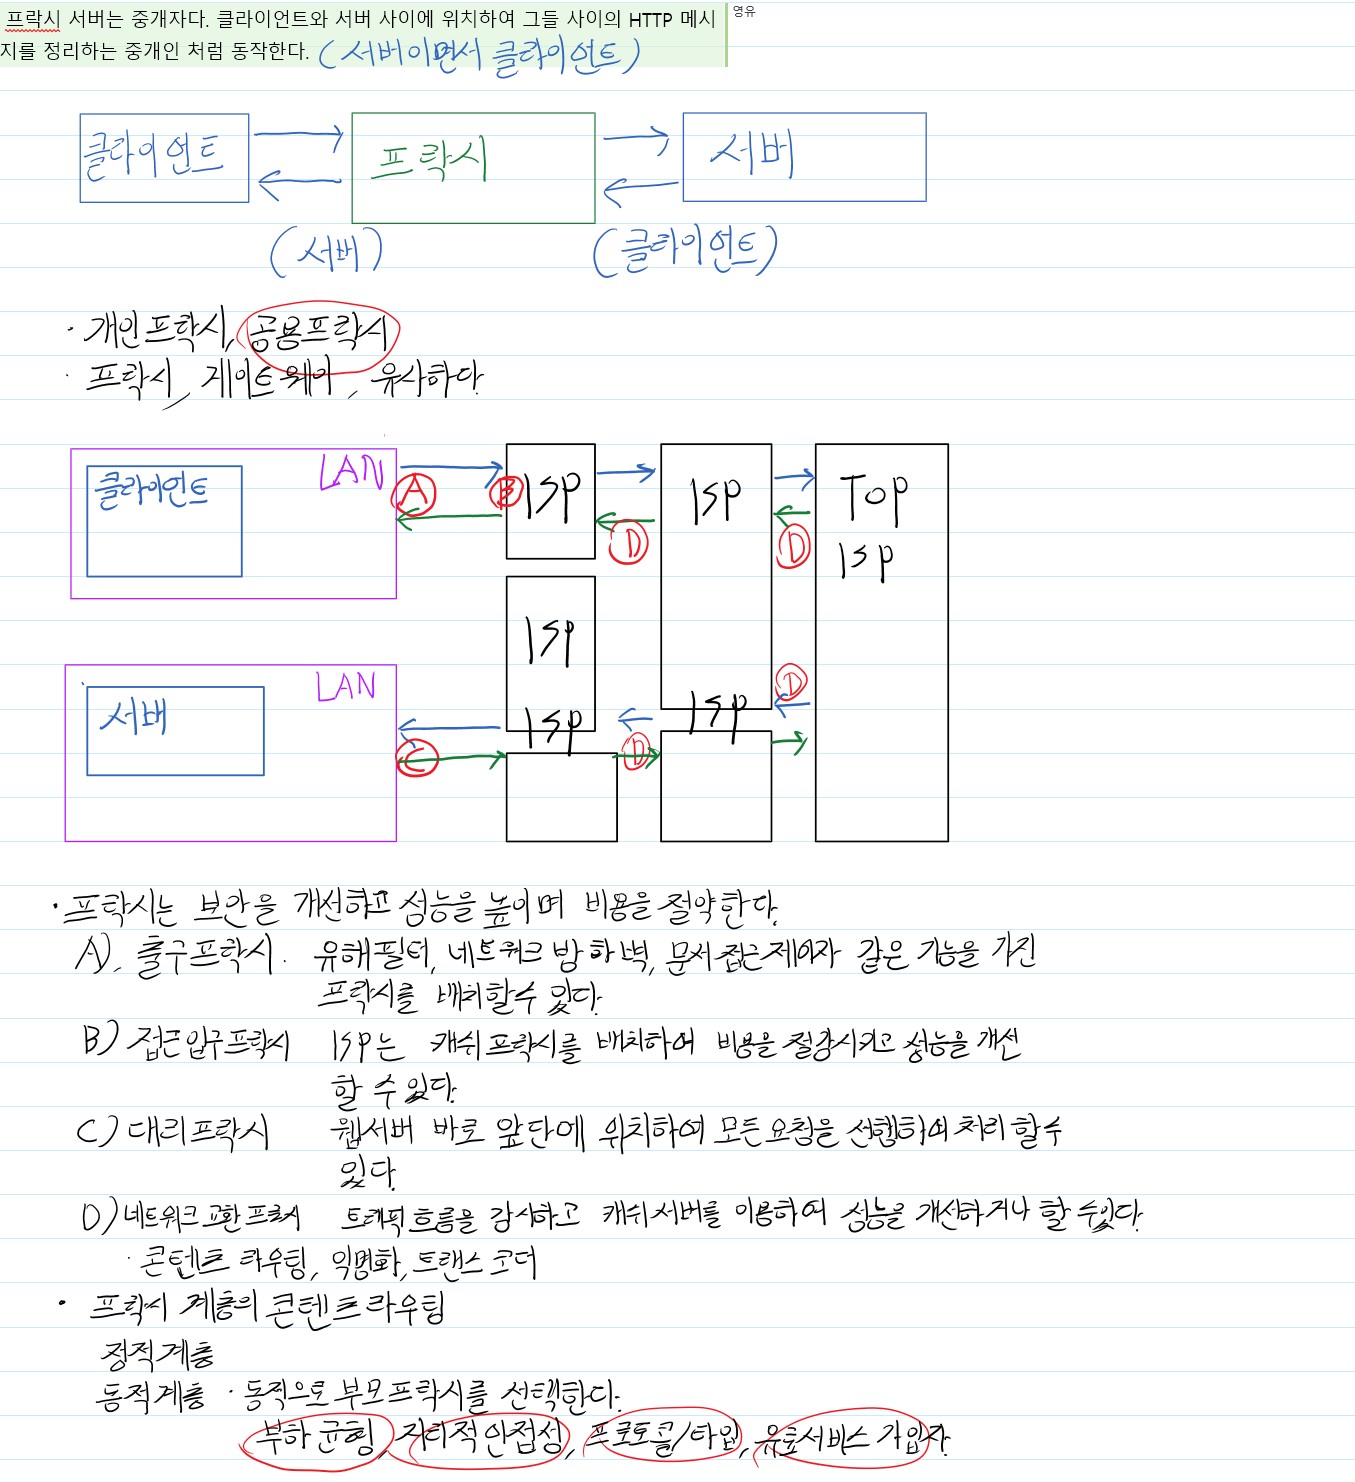 프락시 서버는 중개자다. 클라이언트와 서버 사이에 위치하여 그들 사이의 HTTP 메시
지를 정리하는 중개인 처럼 동작한다. (서버이면서 클라이언트)
영유
클라이언트
프락시
서버
(서버)
(클라이언트)
· 개인프락시, 공용프락시
· 프락시, 게이트웨이, 유사하다
클라이언트
LAN
A
B
ISP
D
ISP
D
TOP
ISP
ISP
서버
LAN
C
ISP
D
ISP
D
· 프락시는 보안을 개선하고 성능을 높이며 비용을 절약한다.
A). 출구프락시. 유해필터, 네트워크 방화벽, 문서접근제어자 같은 기능을 가진
프락시를 배치할수 있다.
B) 접근입구프락시 ISP는 캐쉬프락시를 배치하여 비용을 절감시키고 성능을 개선
할 수 있다.
C) 대리프락시 웹서버 바로 앞단에 위치하여 모든요청을 선행하여처리할수
있다.
D) 네트워크교환프록시 트래픽흐름을 감시하고 캐쉬서버를 이용하여 성능을 개선하거나 할 수있다.
· 콘텐츠 라우팅, 익명화, 트랜스코더
· 프락시 계층의 콘텐츠라우팅
정적계층
동적계층 · 동적으로 부모프락시를 선택한다.
부하 균형, 지리적인접성, 프로토콜/타입, 유료서비스 가입자.